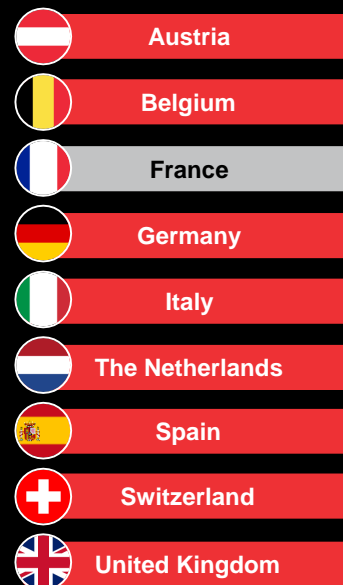 Austria
Belgium
France
Germany
Italy
The Netherlands
Spain
Switzerland
United Kingdom